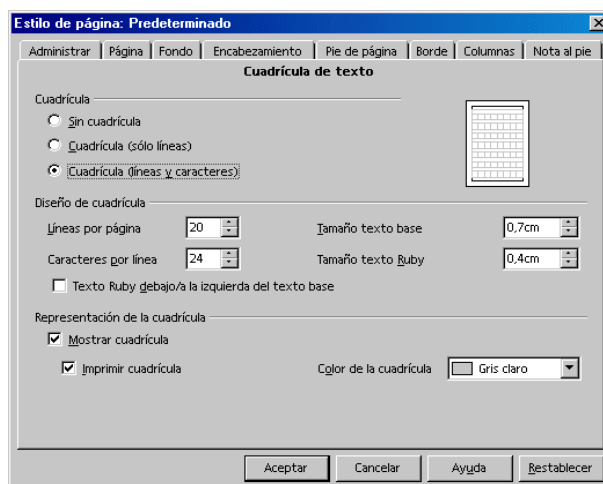 Estilo de página: Predeterminado
Administrar Página Fondo Encabezamiento Pie de página Borde Columnas Nota al pie
Cuadrícula de texto
Cuadrícula
Sin cuadrícula
Cuadrícula (sólo líneas)
Cuadrícula (líneas y caracteres)
Diseño de cuadrícula
Líneas por página 20 Tamaño texto base 0,7cm
Caracteres por línea 24 Tamaño texto Ruby 0,4cm
Texto Ruby debajo/a la izquierda del texto base
Representación de la cuadrícula
Mostrar cuadrícula
Imprimir cuadrícula Color de la cuadrícula Gris claro
Aceptar Cancelar Ayuda Restablecer